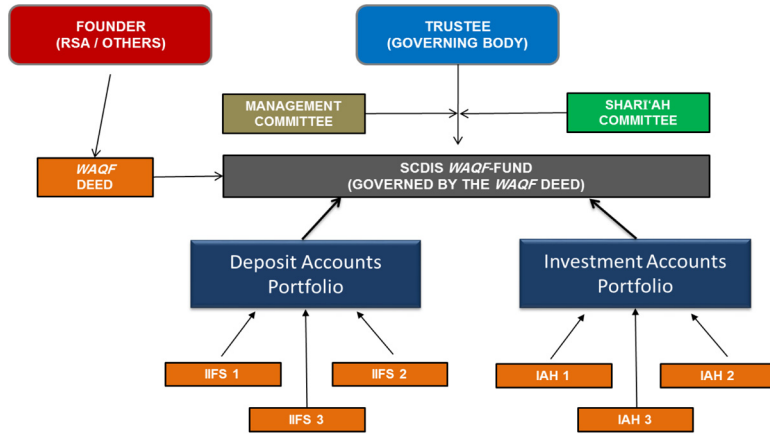 FOUNDER
(RSA / OTHERS)
TRUSTEE
(GOVERNING BODY)
MANAGEMENT
COMMITTEE
SHARI'AH
COMMITTEE
WAQF
DEED
SCDIS WAQF-FUND
(GOVERNED BY THE WAQF DEED)
Deposit Accounts
Portfolio
Investment Accounts
Portfolio
IIFS 1
IIFS 2
IIFS 3
IAH 1
IAH 2
IAH 3